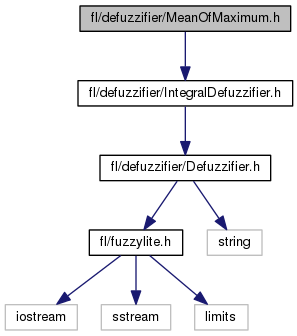 fl/defuzzifier/MeanOfMaximum.h
fl/defuzzifier/IntegralDefuzzifier.h
fl/defuzzifier/Defuzzifier.h
fl/fuzzylite.h
string
iostream
sstream
limits